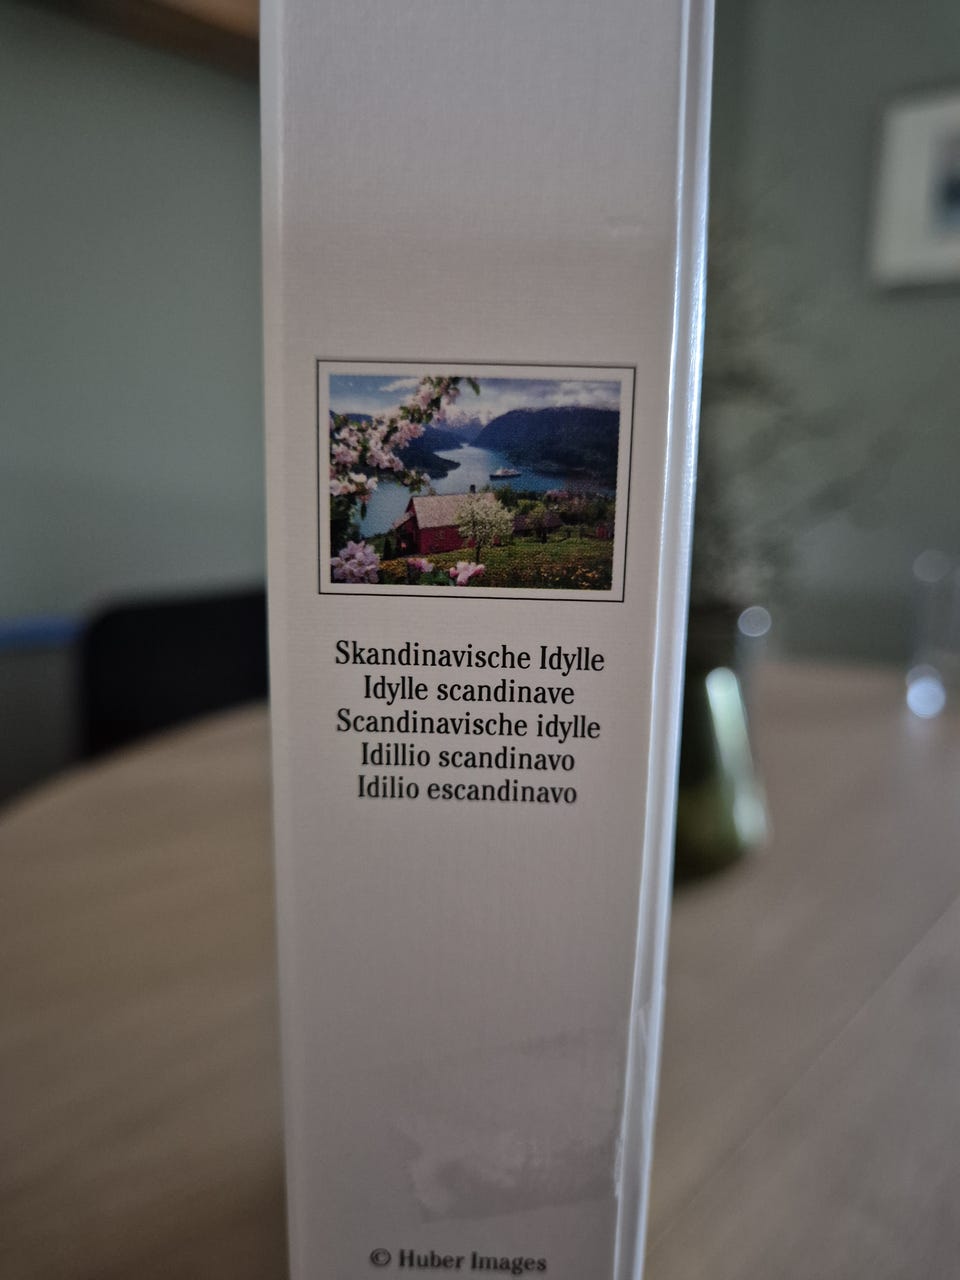 Skandinavische Idylle
Idylle scandinave
Scandinavische idylle
Idillio scandinavo
Idilio escandinavo
© Huber Images